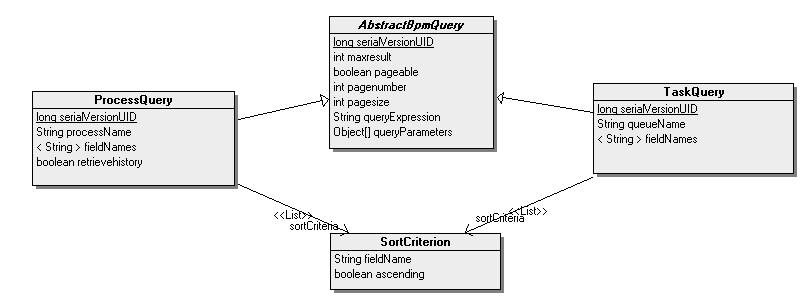 AbstractBpmQuery
long serialVersionUID
int maxresult
boolean pageable
int pagenumber
int pagesize
String queryExpression
Object[] queryParameters
ProcessQuery
long serialVersionUID
String processName
< String > fieldNames
boolean retrievehistory
TaskQuery
long serialVersionUID
String queueName
< String > fieldNames
<<List>>
sortCriteria
<<List>>
sortCriteria
SortCriterion
String fieldName
boolean ascending